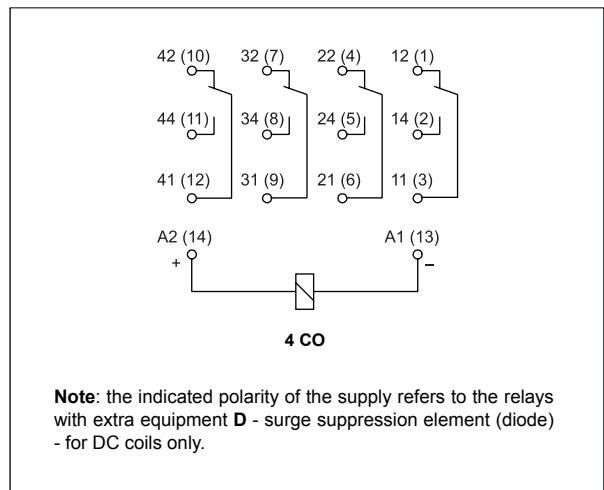 42 (10) 32 (7) 22 (4) 12 (1)
44 (11) 34 (8) 24 (5) 14 (2)
41 (12) 31 (9) 21 (6) 11 (3)
A2 (14) A1 (13)
+ –
4 CO
Note: the indicated polarity of the supply refers to the relays
with extra equipment D - surge suppression element (diode)
- for DC coils only.